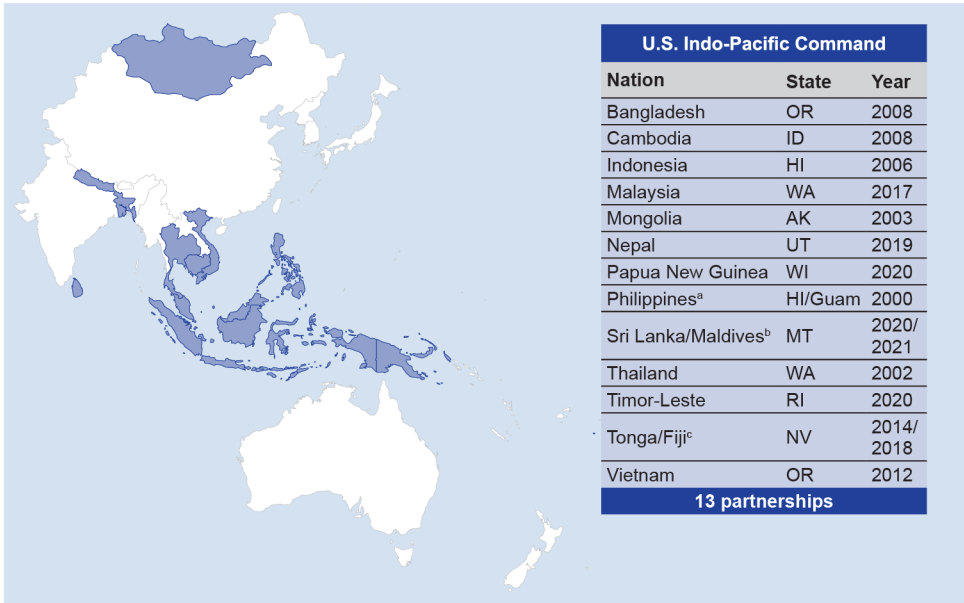 U.S. Indo-Pacific Command
Nation State Year
Bangladesh OR 2008
Cambodia ID 2008
Indonesia HI 2006
Malaysia WA 2017
Mongolia AK 2003
Nepal UT 2019
Papua New Guinea WI 2020
Philippinesᵃ HI/Guam 2000
Sri Lanka/Maldivesᵇ MT 2020/
2021
Thailand WA 2002
Timor-Leste RI 2020
Tonga/Fijiᶜ NV 2014/
2018
Vietnam OR 2012
13 partnerships